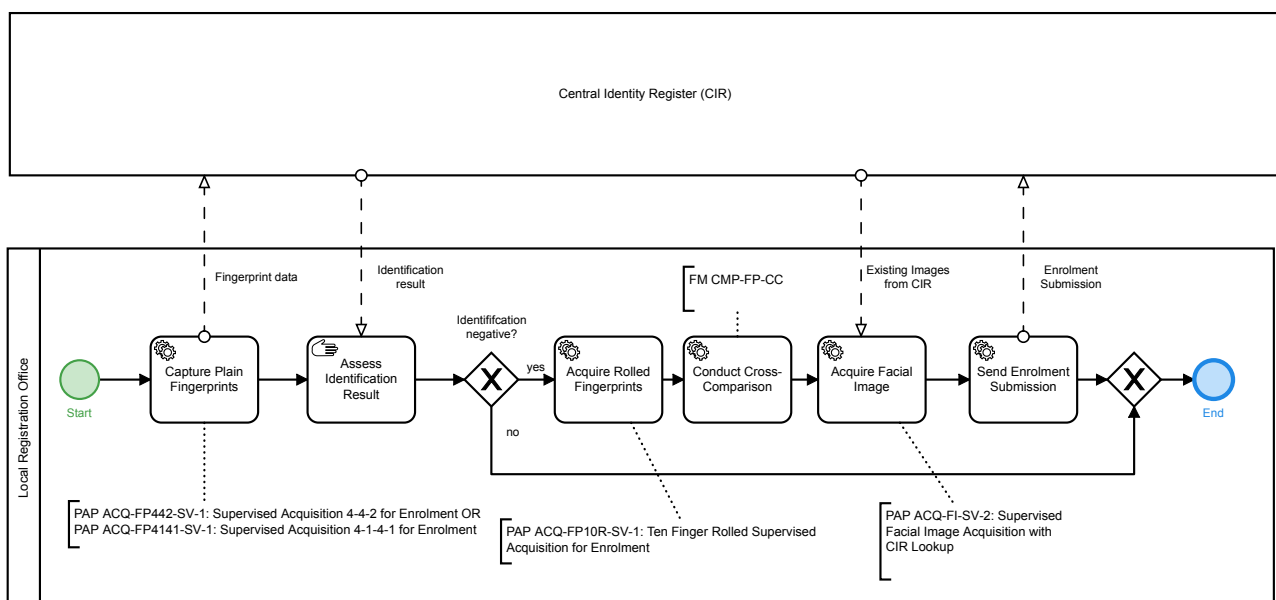 Central Identity Register (CIR)
Local Registration Office
Fingerprint data
Identification
result
FM CMP-FP-CC
Existing Images
from CIR
Enrolment
Submission
Start
Capture Plain
Fingerprints
Assess
Identification
Result
Identififcation
negative?
yes
no
Acquire Rolled
Fingerprints
Conduct Cross-
Comparison
Acquire Facial
Image
Send Enrolment
Submission
End
PAP ACQ-FP442-SV-1: Supervised Acquisition 4-4-2 for Enrolment OR
PAP ACQ-FP4141-SV-1: Supervised Acquisition 4-1-4-1 for Enrolment
PAP ACQ-FP10R-SV-1: Ten Finger Rolled Supervised
Acquisition for Enrolment
PAP ACQ-FI-SV-2: Supervised
Facial Image Acquisition with
CIR Lookup